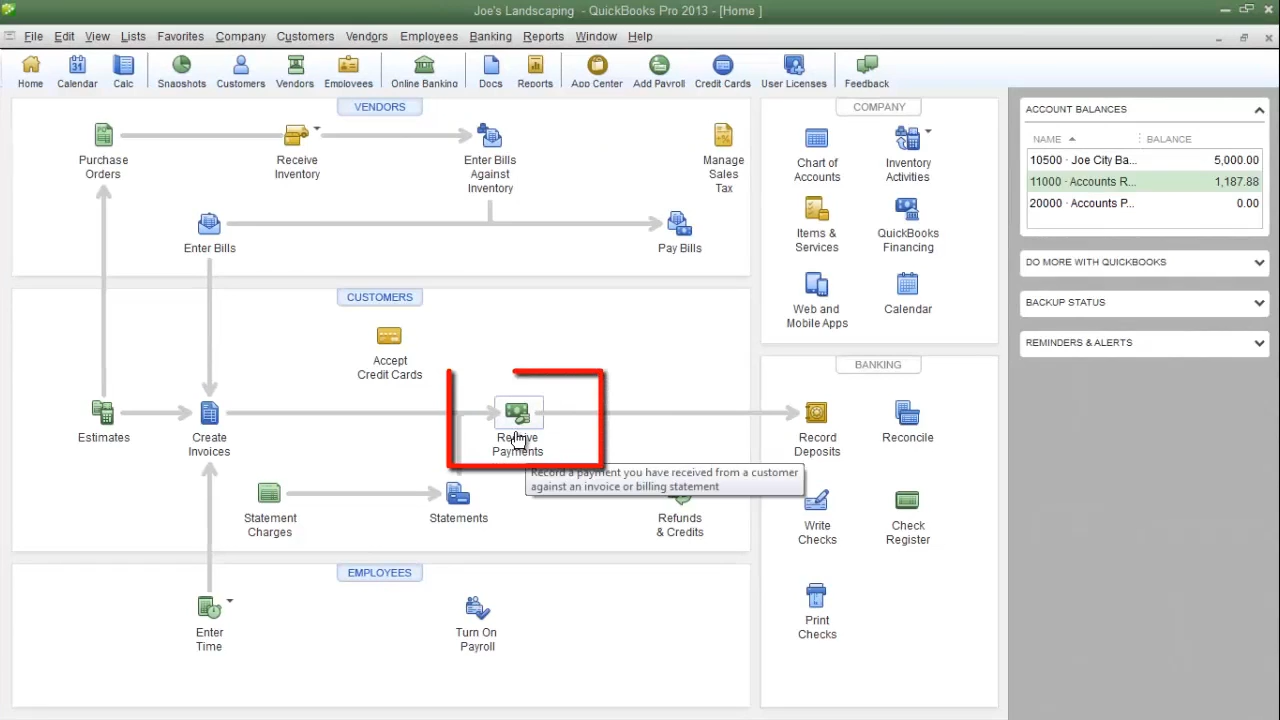 Joe's Landscaping - QuickBooks Pro 2013 - [Home ]
File Edit View Lists Favorites Company Customers Vendors Employees Banking Reports Window Help
31
Home Calendar Calc Snapshots Customers Vendors Employees Online Banking Docs Reports App Center Add Payroll Credit Cards User Licenses Feedback
VENDORS
Purchase
Orders
Receive
Inventory
Enter Bills
Against
Inventory
Manage
Sales
Tax
Enter Bills
Pay Bills
CUSTOMERS
Accept
Credit Cards
Estimates
Create
Invoices
Payments
Record a payment you have received from a customer
against an invoice or billing statement
Statement
Charges
Statements
Refunds
& Credits
EMPLOYEES
Enter
Time
Turn On
Payroll
COMPANY
Chart of
Accounts
Inventory
Activities
Items &
Services
QuickBooks
Financing
Web and
Mobile Apps
Calendar
BANKING
Record
Deposits
Reconcile
Write
Checks
Check
Register
Print
Checks
ACCOUNT BALANCES
NAME BALANCE
10500 · Joe City Ba... 5,000.00
11000 · Accounts R... 1,187.88
20000 · Accounts P... 0.00
DO MORE WITH QUICKBOOKS
BACKUP STATUS
REMINDERS & ALERTS